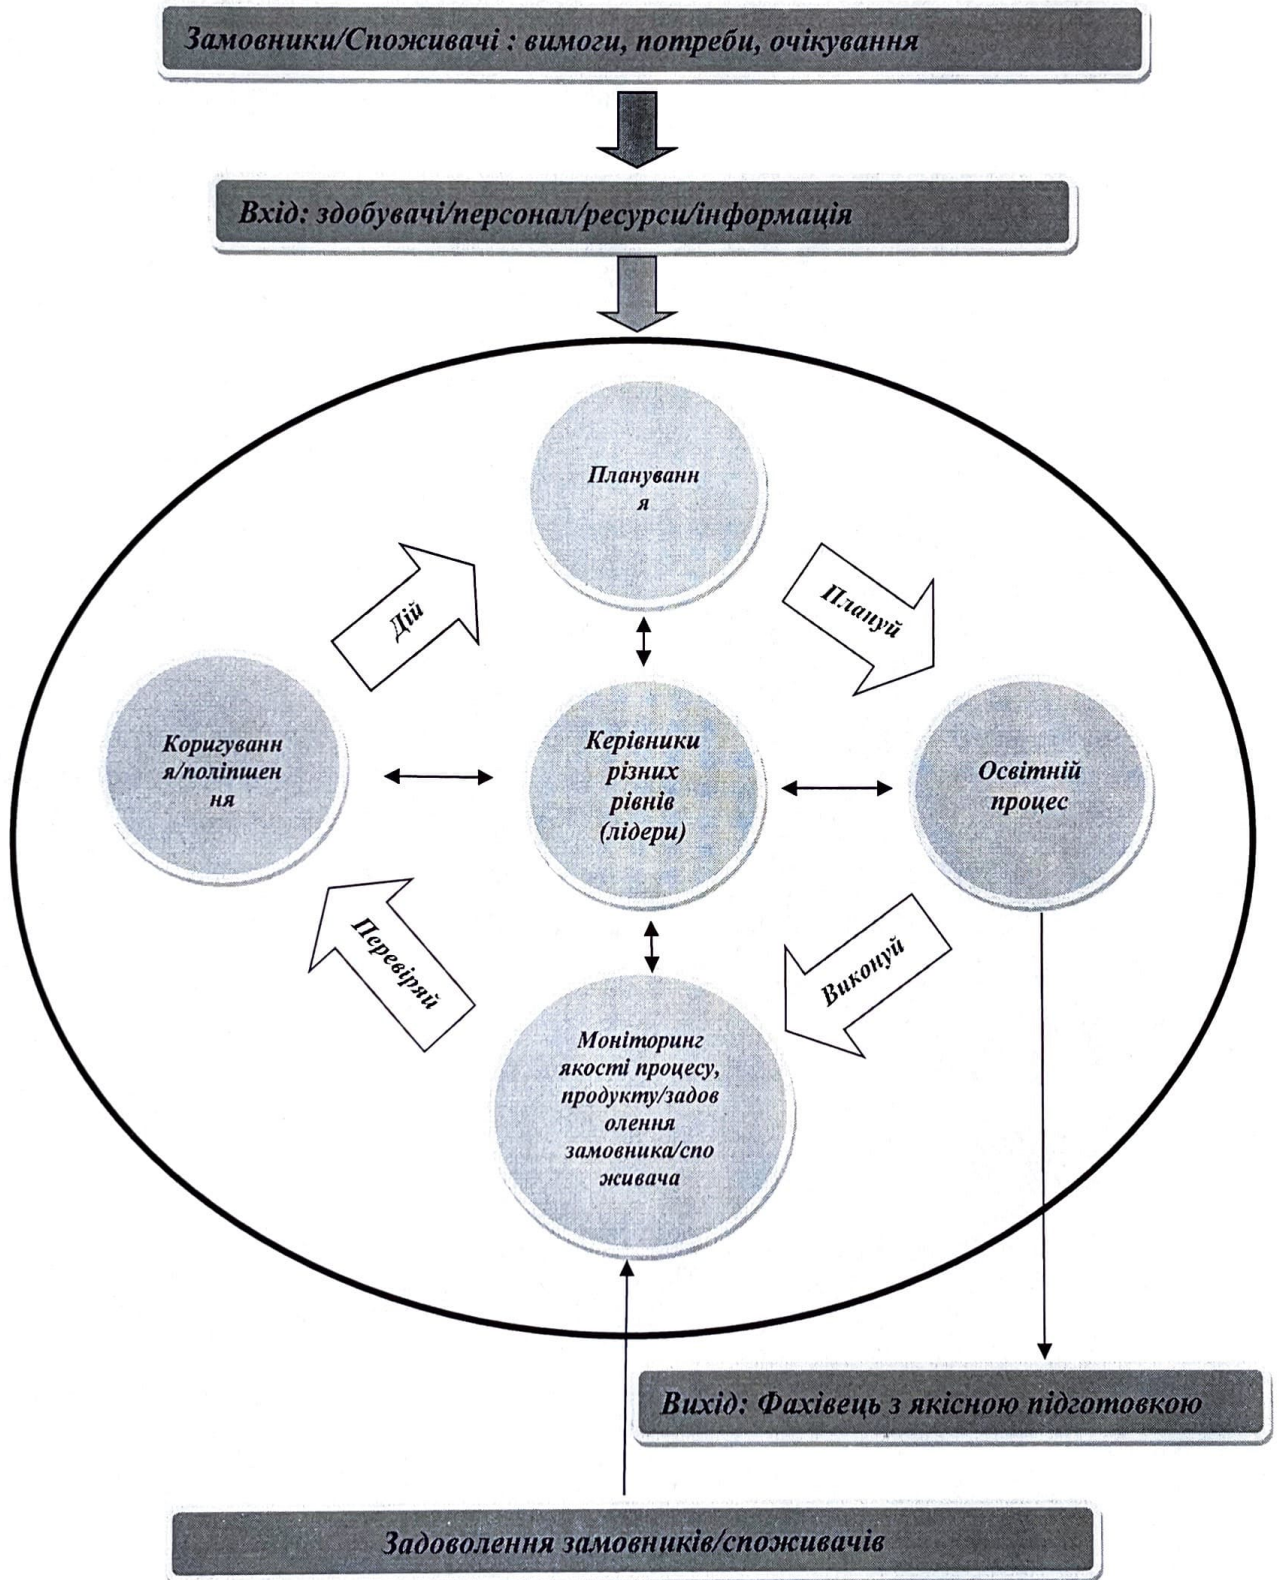 Замовники/Споживачі : вимоги, потреби, очікування
Вхід: здобувачі/персонал/ресурси/інформація
Плануванн
я
Дій
Плануй
Коригуванн
я/поліпшен
ня
Керівники
різних
рівнів
(лідери)
Освітній
процес
Перевіряй
Виконуй
Моніторинг
якості процесу,
продукту/задов
олення
замовника/спо
живача
Вихід: Фахівець з якісною підготовкою
Задоволення замовників/споживачів